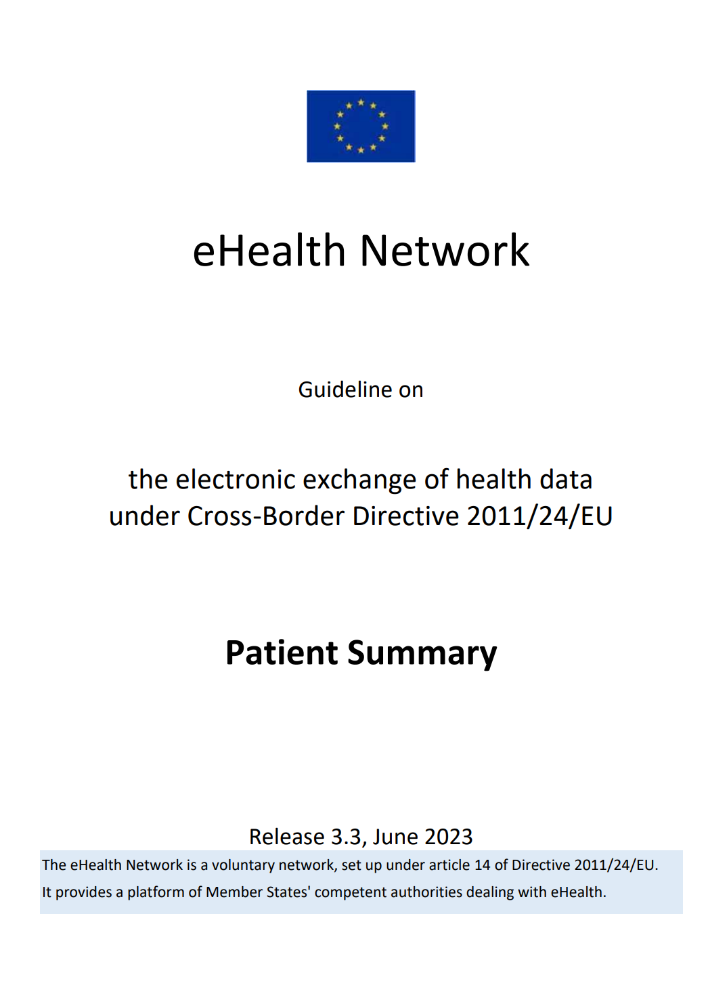 eHealth Network
Guideline on
the electronic exchange of health data
under Cross-Border Directive 2011/24/EU
Patient Summary
Release 3.3, June 2023
The eHealth Network is a voluntary network, set up under article 14 of Directive 2011/24/EU.
It provides a platform of Member States' competent authorities dealing with eHealth.